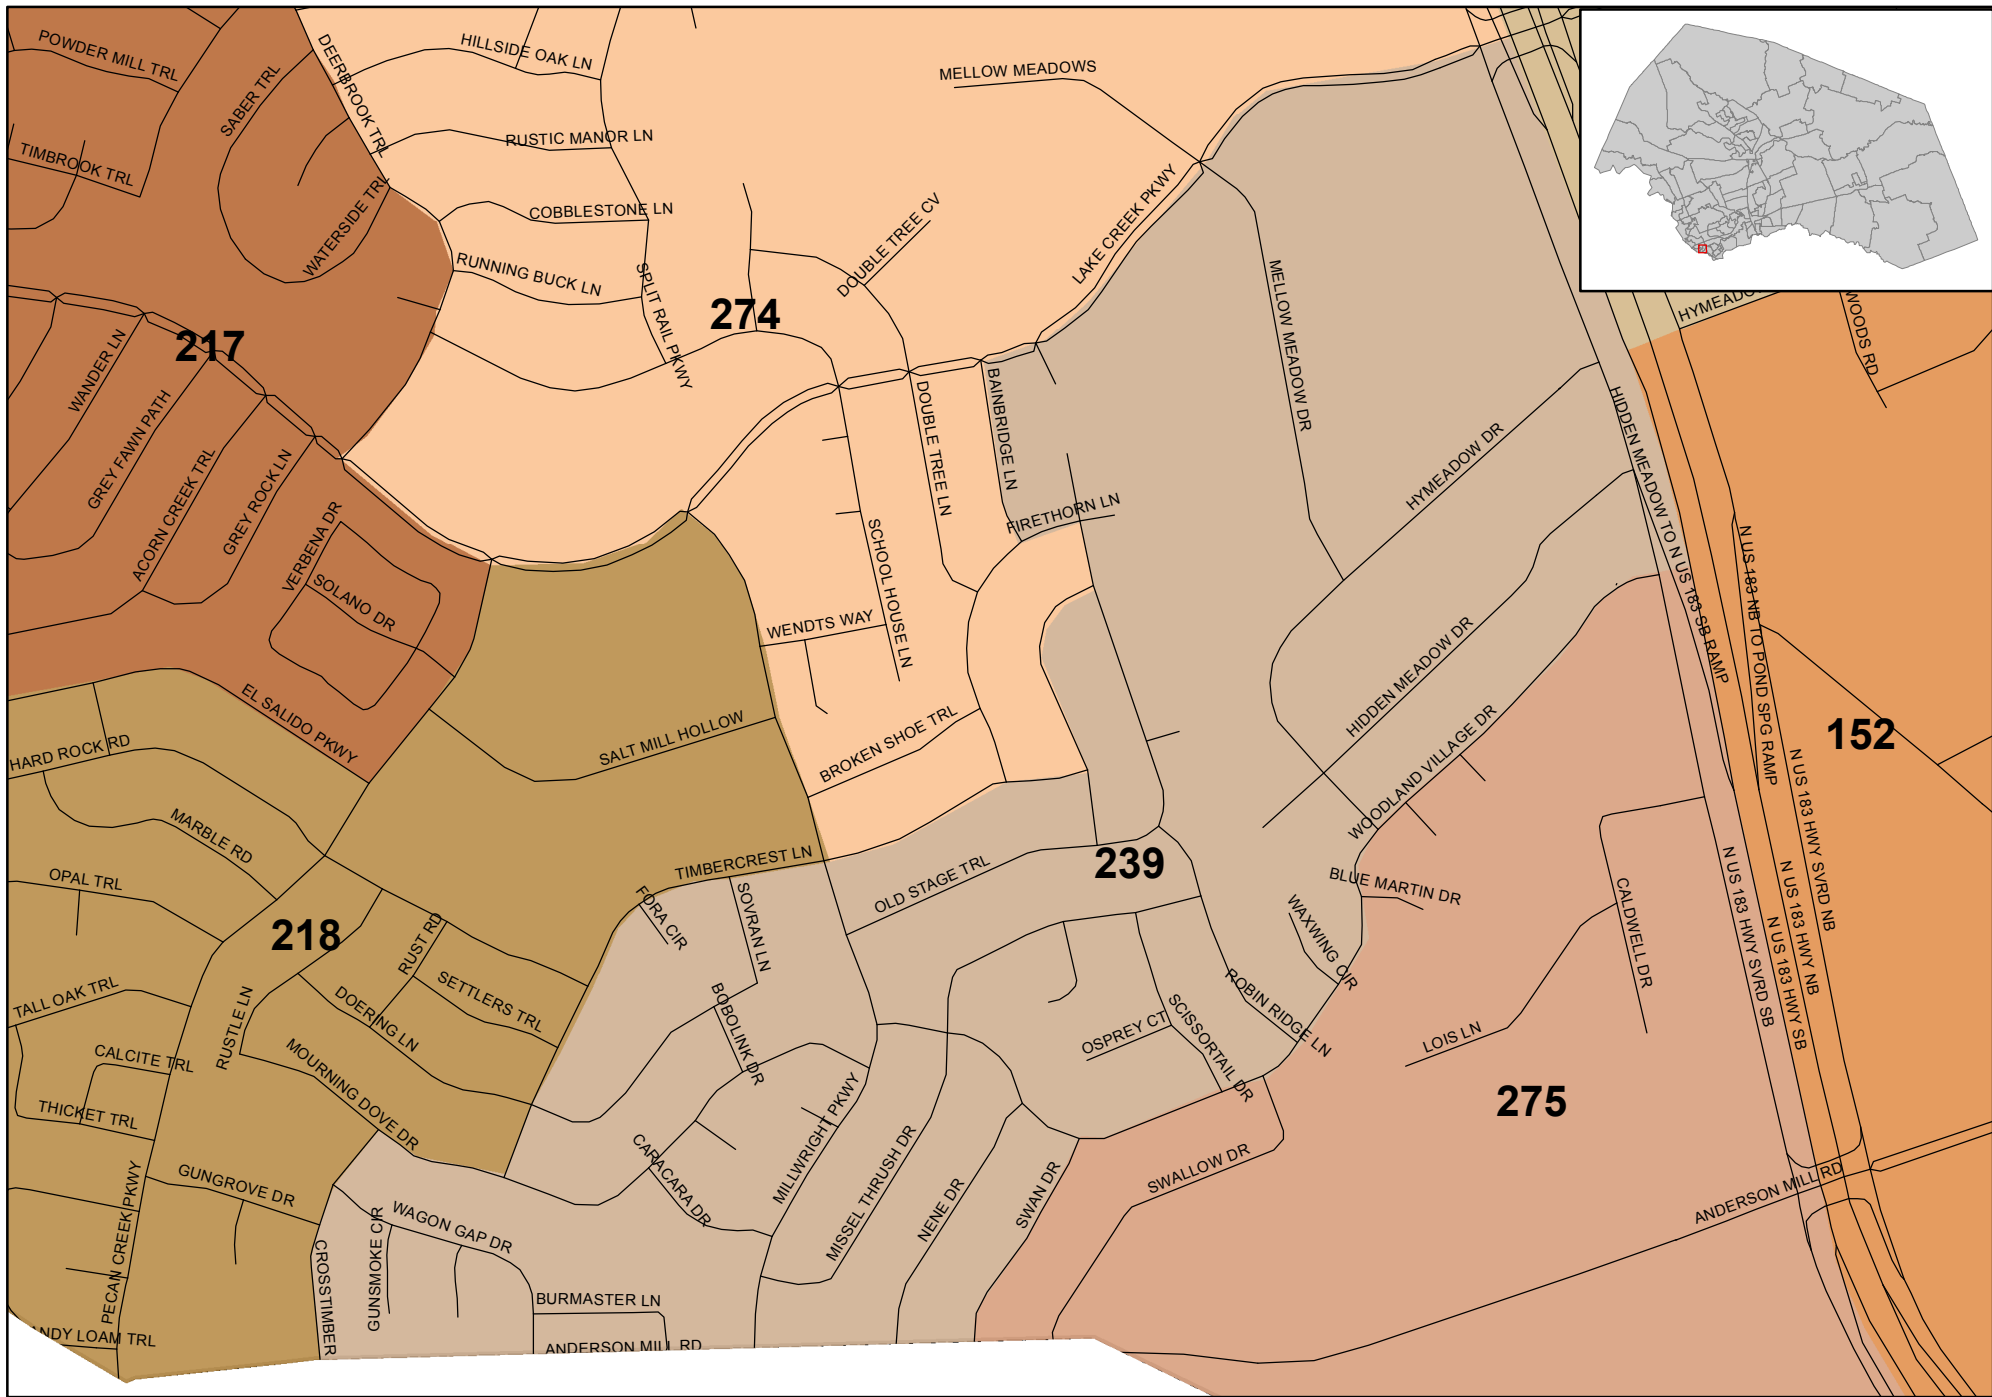 POWDER MILL TRL
SABER TRL
DEERBROOK TRL
HILLSIDE OAK LN
MELLOW MEADOWS
TIMBROOK TRL
RUSTIC MANOR LN
WATERSIDE TRL
COBBLESTONE LN
DOUBLE TREE CV
LAKE CREEK PKWY
RUNNING BUCK LN
SPLIT RAIL PKWY
MELLOW MEADOW DR
WOODS RD
217
274
WANDER LN
GREY FAWN PATH
ACORN CREEK TRL
GREY ROCK LN
BAINBRIDGE LN
DOUBLE TREE LN
HIDDEN MEADOW TO N US 183 SB RAMP
HYMEADOW DR
VERBENA DR
SOLANO DR
FIRETHORN LN
SCHOOL HOUSE LN
N US 183 NB TO POND SPG RAMP
WENDTS WAY
HIDDEN MEADOW DR
EL SALIDO PKWY
HARD ROCK RD
SALT MILL HOLLOW
BROKEN SHOE TRL
WOODLAND VILLAGE DR
152
MARBLE RD
N US 183 HWY SVRD NB
OPAL TRL
TIMBERCREST LN
OLD STAGE TRL
239
BLUE MARTIN DR
CALDWELL DR
N US 183 HWY SVRD SB
N US 183 HWY NB
N US 183 HWY SB
218
RUST RD
FORA CIR
SOVRAN LN
WAXWING CIR
TALL OAK TRL
RUSTLE LN
DOERING LN
SETTLERS TRL
BOBOLINK DR
OSPREY CT
SCISSORTAIL DR
ROBIN RIDGE LN
LOIS LN
CALCITE TRL
MOURNING DOVE DR
THICKET TRL
275
CARACARA DR
MILLWRIGHT PKWY
MISSEL THRUSH DR
NENE DR
SWAN DR
SWALLOW DR
GUNGROVE DR
PECAN CREEK PKWY
WAGON GAP DR
GUNSMOKE CIR
CROSSTIMBER
ANDERSON MILL RD
BURMASTER LN
ANDY LOAM TRL
ANDERSON MILL RD